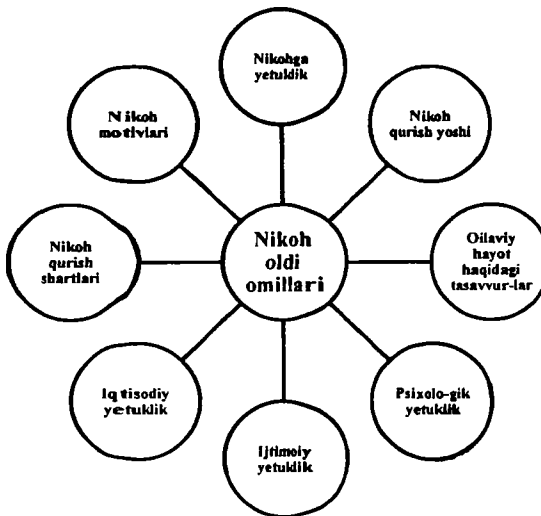 Nikohga
yetuklik
Nikoh
motivlari
Nikoh
qurish yoshi
Nikoh
qurish
shartlari
Nikoh
oldi
omillari
Oilaviy
hayot
haqidagi
tasavvur-lar
Iqtisodiy
yetuklik
Psixolo-gik
yetuklik
Ijtimoiy
yetuklik